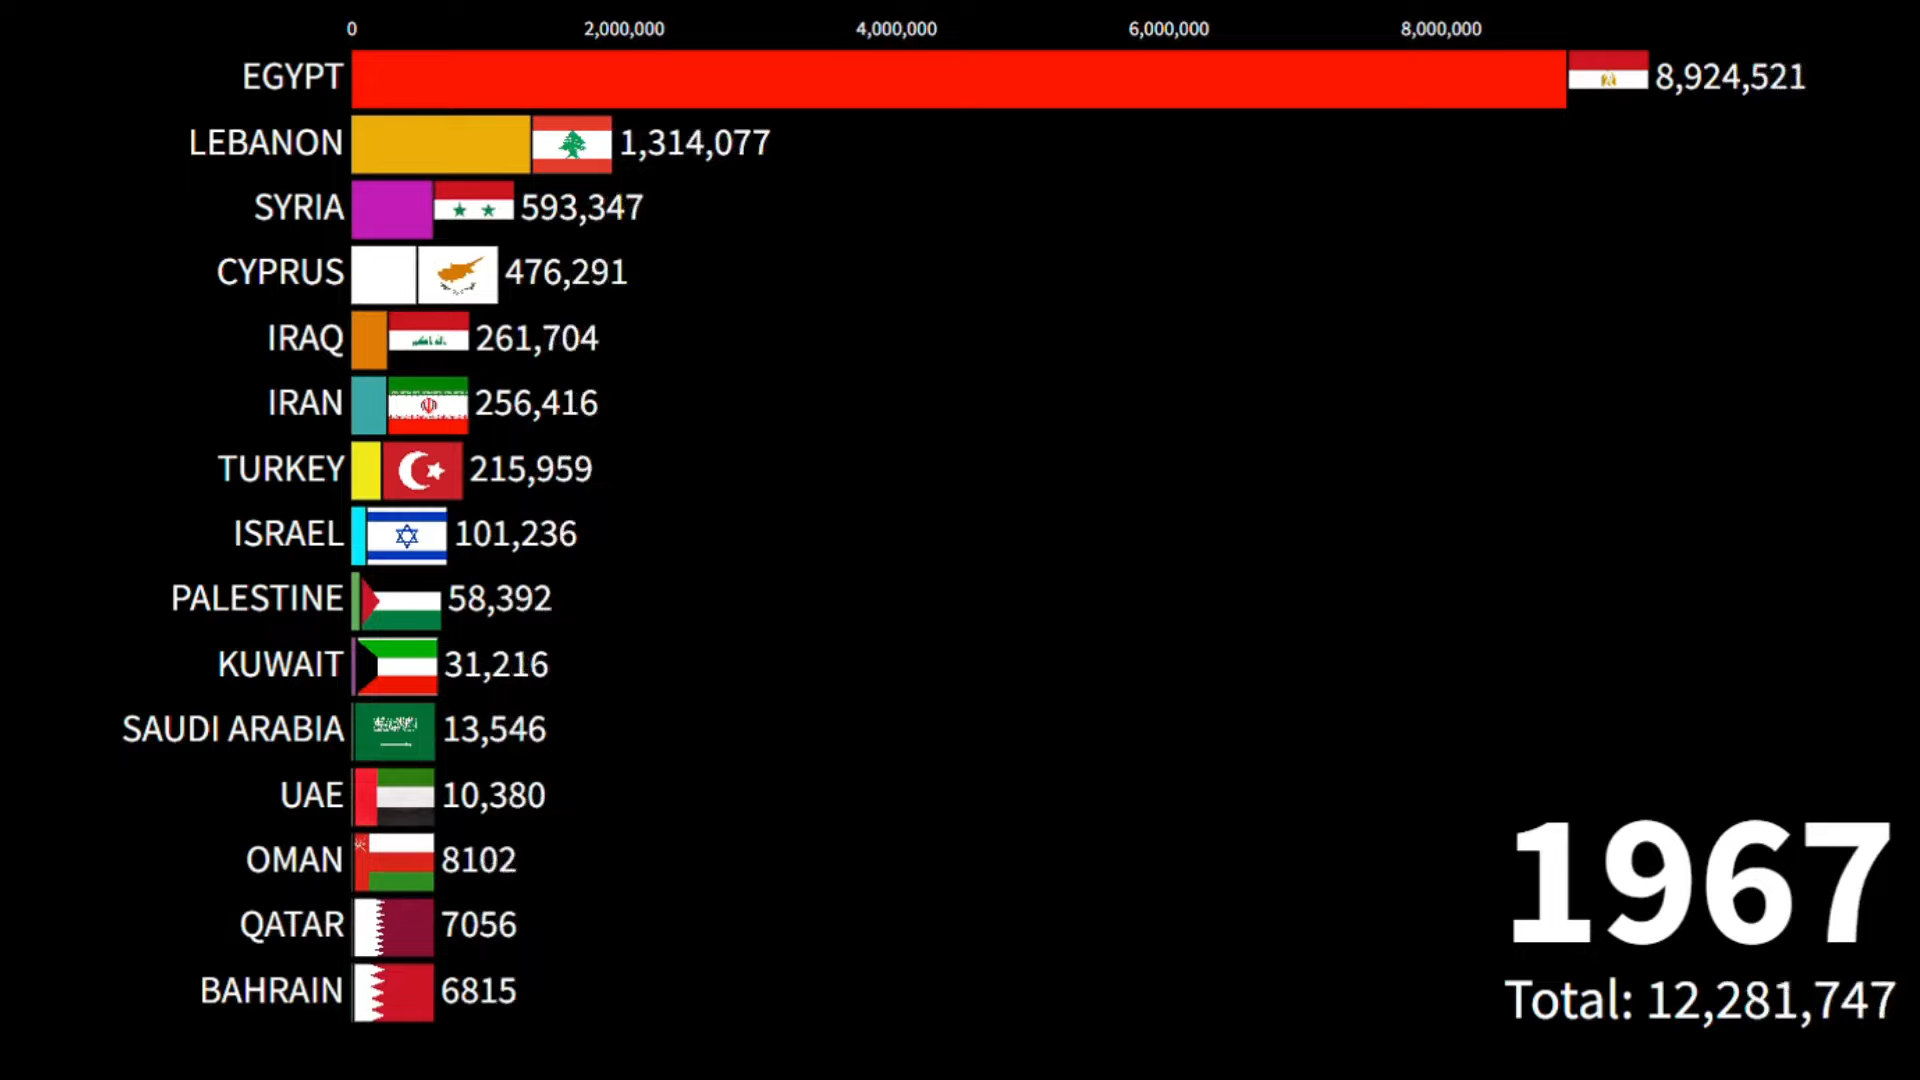 0 2,000,000 4,000,000 6,000,000 8,000,000
EGYPT 8,924,521
LEBANON 1,314,077
SYRIA 593,347
CYPRUS 476,291
IRAQ 261,704
IRAN 256,416
TURKEY 215,959
ISRAEL 101,236
PALESTINE 58,392
KUWAIT 31,216
SAUDI ARABIA 13,546
UAE 10,380
OMAN 8102
QATAR 7056
BAHRAIN 6815
1967
Total: 12,281,747